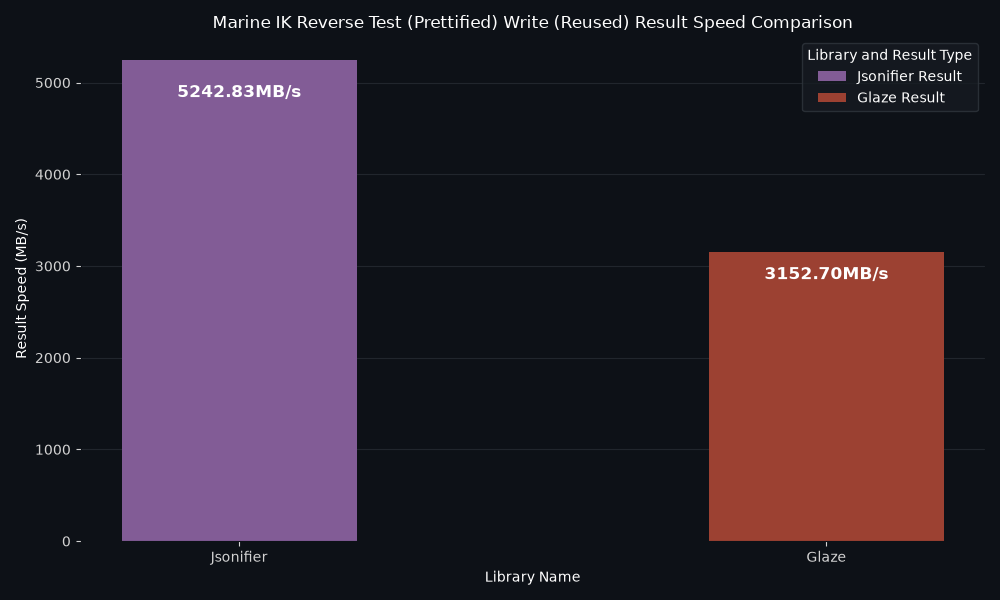 Marine IK Reverse Test (Prettified) Write (Reused) Result Speed Comparison
Library and Result Type
Jsonifier Result
Glaze Result
5242.83MB/s
3152.70MB/s
Result Speed (MB/s)
5000
4000
3000
2000
1000
0
Jsonifier
Glaze
Library Name